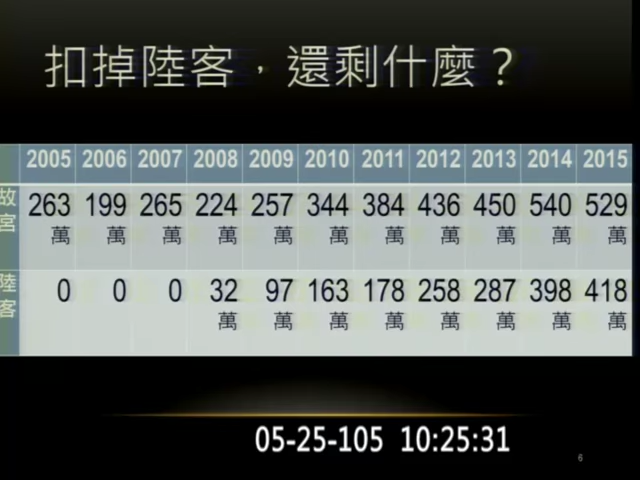 扣掉陸客，還剩什麼？
2005 2006 2007 2008 2009 2010 2011 2012 2013 2014 2015
故宮 263萬 199萬 265萬 224萬 257萬 344萬 384萬 436萬 450萬 540萬 529萬
陸客 0 0 0 32萬 97萬 163萬 178萬 258萬 287萬 398萬 418萬
05-25-105 10:25:31
6